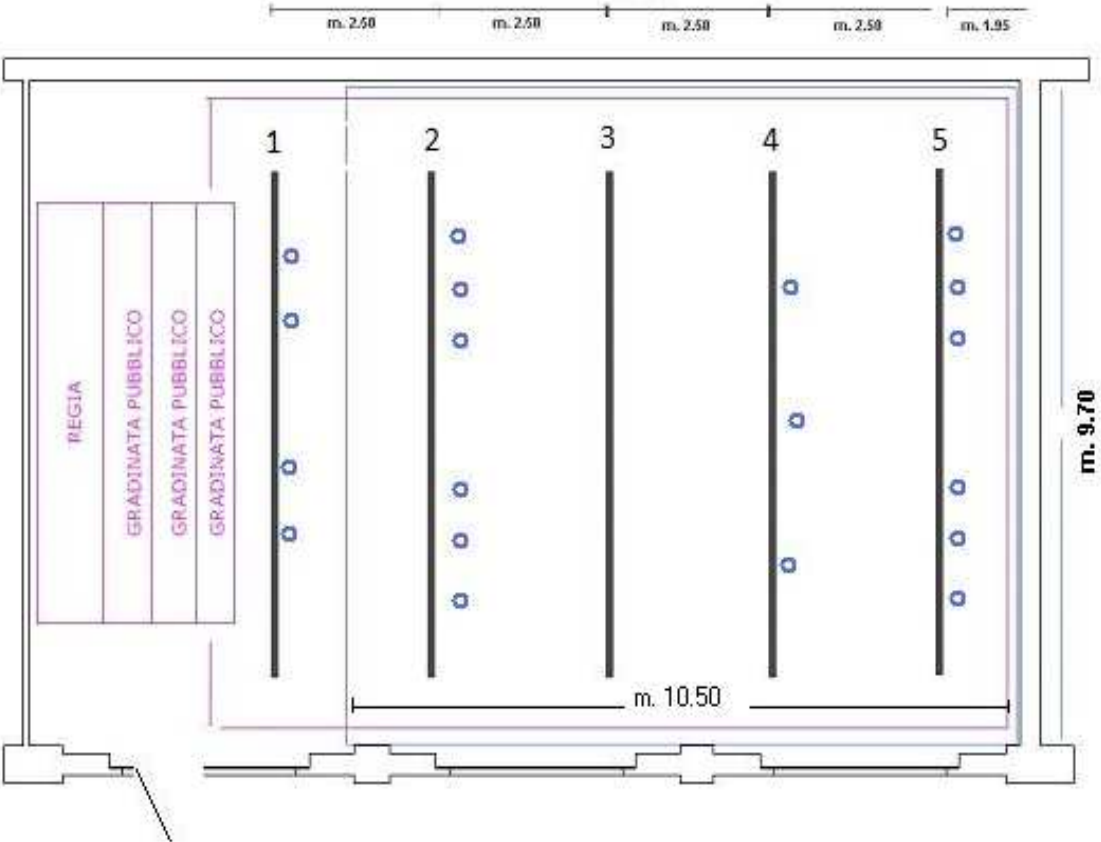 m. 2.50 m. 2.50 m. 2.50 m. 2.50 m. 1.95
1 2 3 4 5
REGIA
GRADINATA PUBBLICO
GRADINATA PUBBLICO
GRADINATA PUBBLICO
m. 9.70
m. 10.50